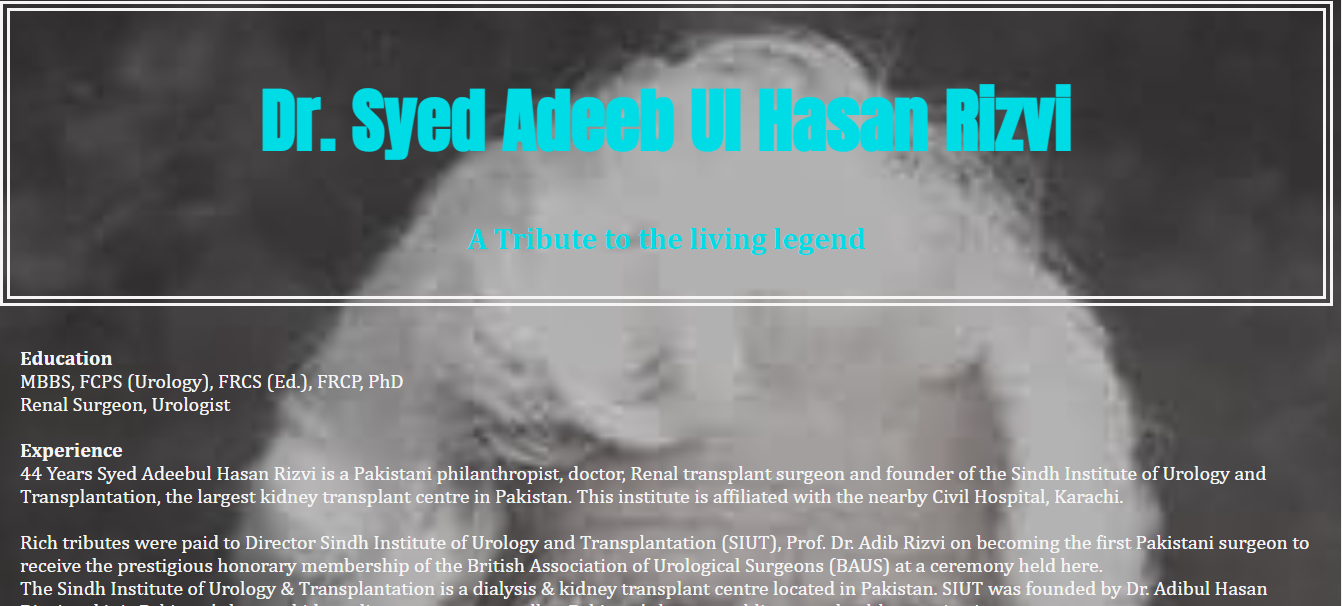 Dr. Syed Adeeb Ul Hasan Rizvi
A Tribute to the living legend
Education
MBBS, FCPS (Urology), FRCS (Ed.), FRCP, PhD
Renal Surgeon, Urologist
Experience
44 Years Syed Adeebul Hasan Rizvi is a Pakistani philanthropist, doctor, Renal transplant surgeon and founder of the Sindh Institute of Urology and
Transplantation, the largest kidney transplant centre in Pakistan. This institute is affiliated with the nearby Civil Hospital, Karachi.
Rich tributes were paid to Director Sindh Institute of Urology and Transplantation (SIUT), Prof. Dr. Adib Rizvi on becoming the first Pakistani surgeon to
receive the prestigious honorary membership of the British Association of Urological Surgeons (BAUS) at a ceremony held here.
The Sindh Institute of Urology & Transplantation is a dialysis & kidney transplant centre located in Pakistan. SIUT was founded by Dr. Adibul Hasan